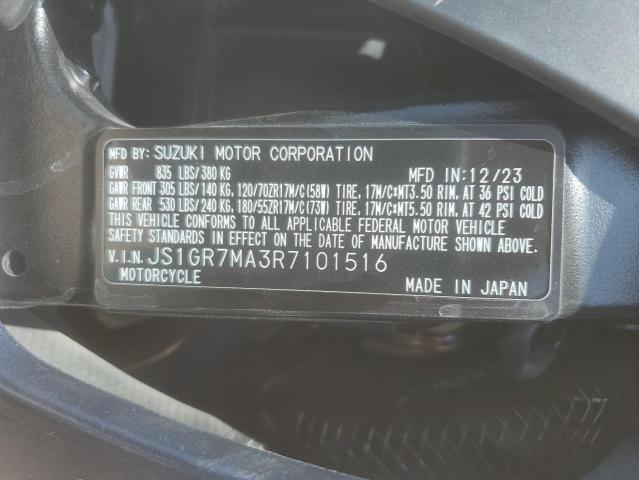 MFD BY: SUZUKI MOTOR CORPORATION MFD IN: 12/23
GVWR 835 LBS/380 KG
GAWR FRONT 305 LBS/140 KG, 120/70ZR17M/C(58W) TIRE, 17M/C×MT3.50 RIM, AT 36 PSI COLD
GAWR REAR 530 LBS/240 KG, 180/55ZR17M/C(73W) TIRE, 17M/C×MT5.50 RIM, AT 42 PSI COLD
THIS VEHICLE CONFORMS TO ALL APPLICABLE FEDERAL MOTOR VEHICLE
SAFETY STANDARDS IN EFFECT ON THE DATE OF MANUFACTURE SHOWN ABOVE.
V.I.N. JS1GR7MA3R7101516
MOTORCYCLE MADE IN JAPAN